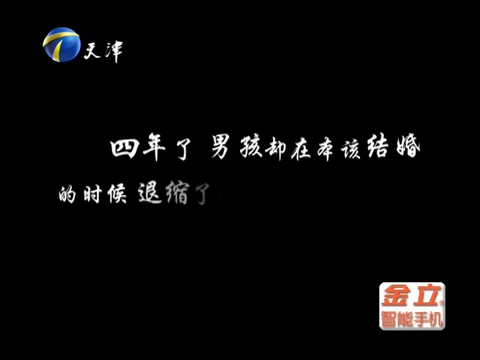 天津
四年了 男孩却在本该结婚
的时候 退缩了…
金立
智能手机